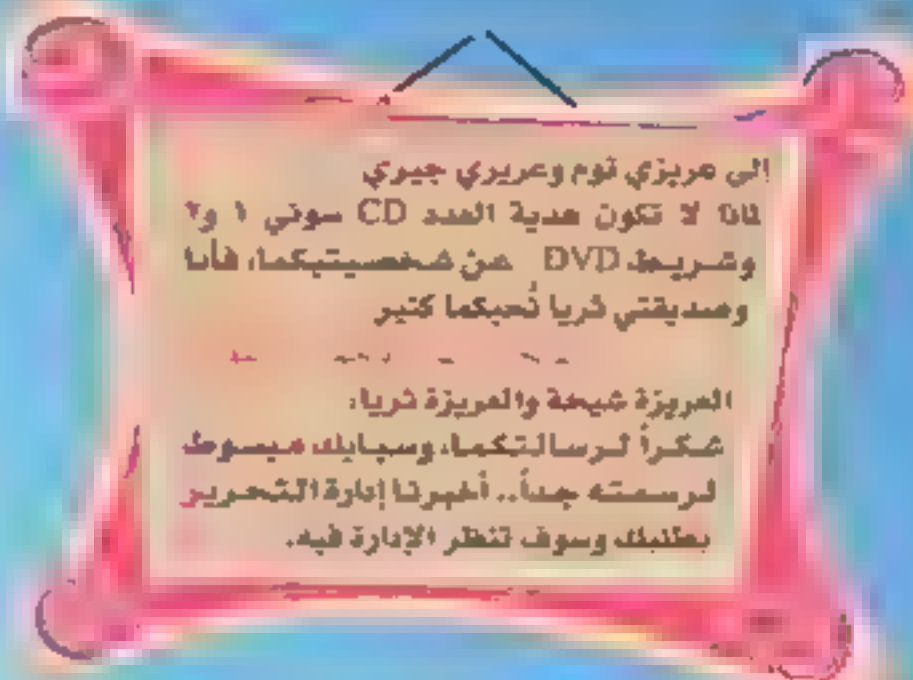 إلى عزيزي توم وعزيزي جيري
لماذا لا تكون هدية العدد CD سوني ١ و٢
وشريط DVD عن شخصيتيكما، فأنا
وصديقتي ثريا نُحبكما كتير
العزيزة شيخة والعزيزة ثريا،
شكراً لرسالتكما، وسبايك مبسوط
لرسمته جداً.. أخبرنا إدارة التحرير
بطلبك وسوف تنظر الإدارة فيه.